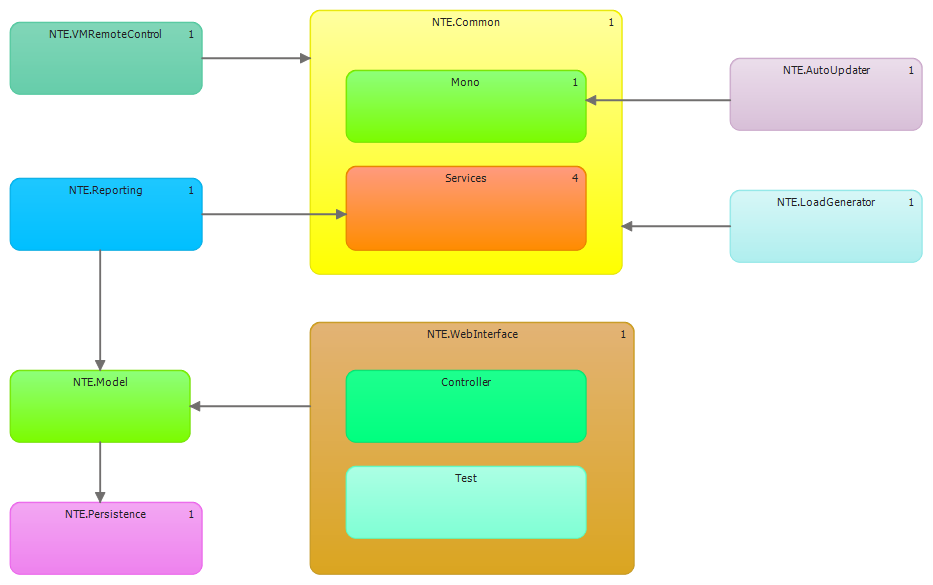 NTE.VMRemoteControl 1
NTE.Common 1
Mono 1
NTE.AutoUpdater 1
NTE.Reporting 1
Services 4
NTE.LoadGenerator 1
NTE.WebInterface 1
NTE.Model
Controller
Test
NTE.Persistence 1